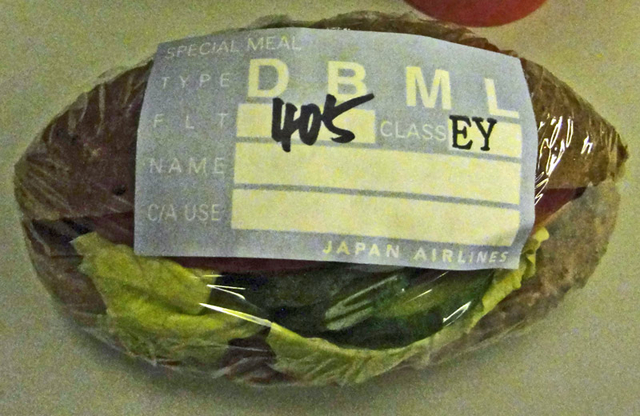 SPECIAL MEAL
TYPE DBML
FLT 405 CLASS EY
NAME
C/A USE
JAPAN AIRLINES